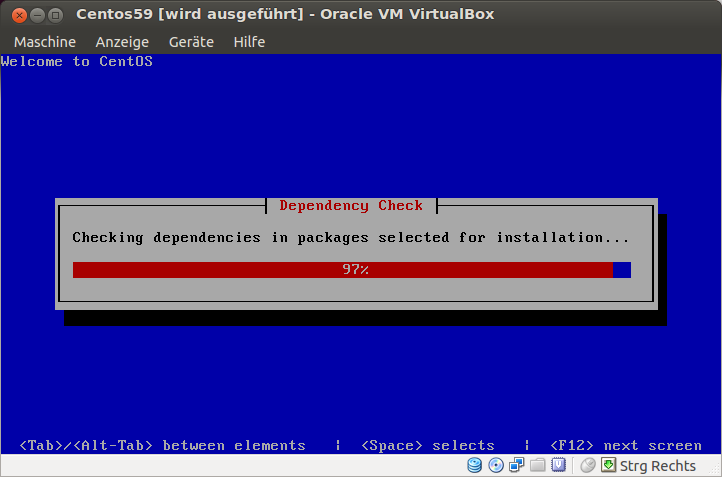 Centos59 [wird ausgeführt] - Oracle VM VirtualBox
Maschine Anzeige Geräte Hilfe
Welcome to CentOS
Dependency Check
Checking dependencies in packages selected for installation...
97%
<Tab>/<Alt-Tab> between elements | <Space> selects | <F12> next screen
Strg Rechts